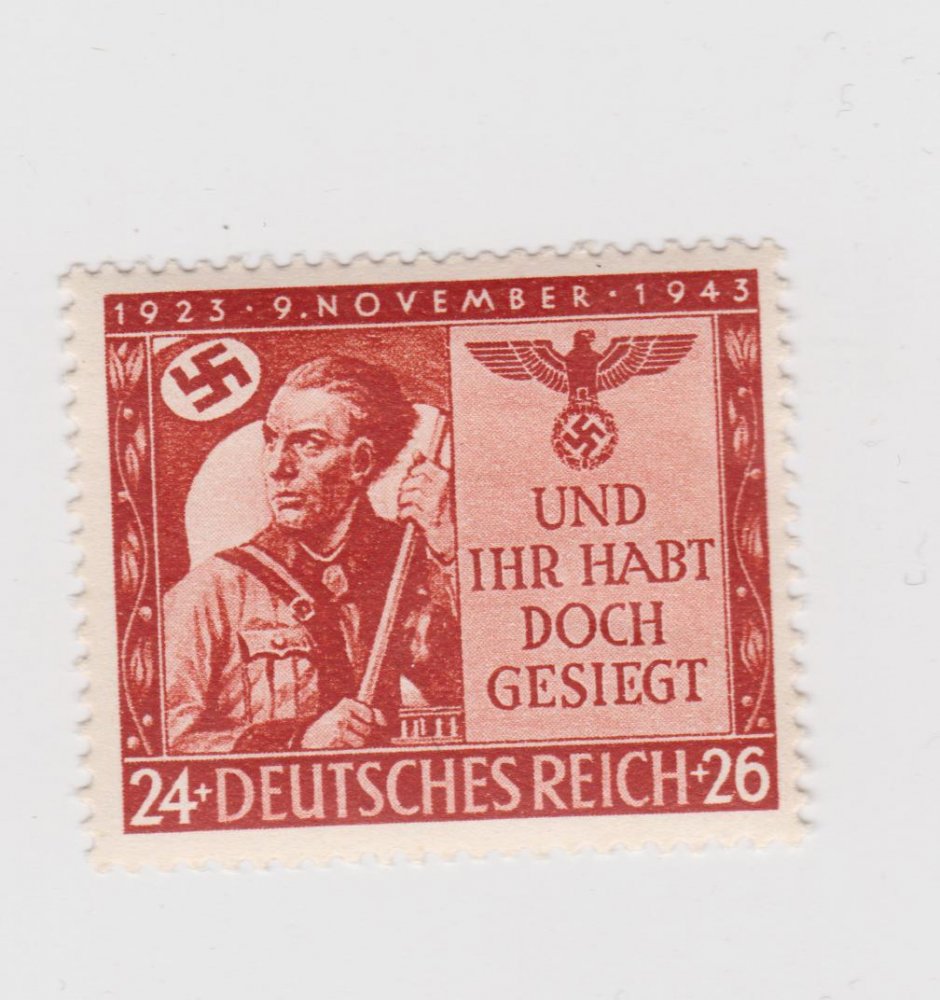 1923 · 9. NOVEMBER · 1943
UND
IHR HABT
DOCH
GESIEGT
24+ DEUTSCHES REICH +26